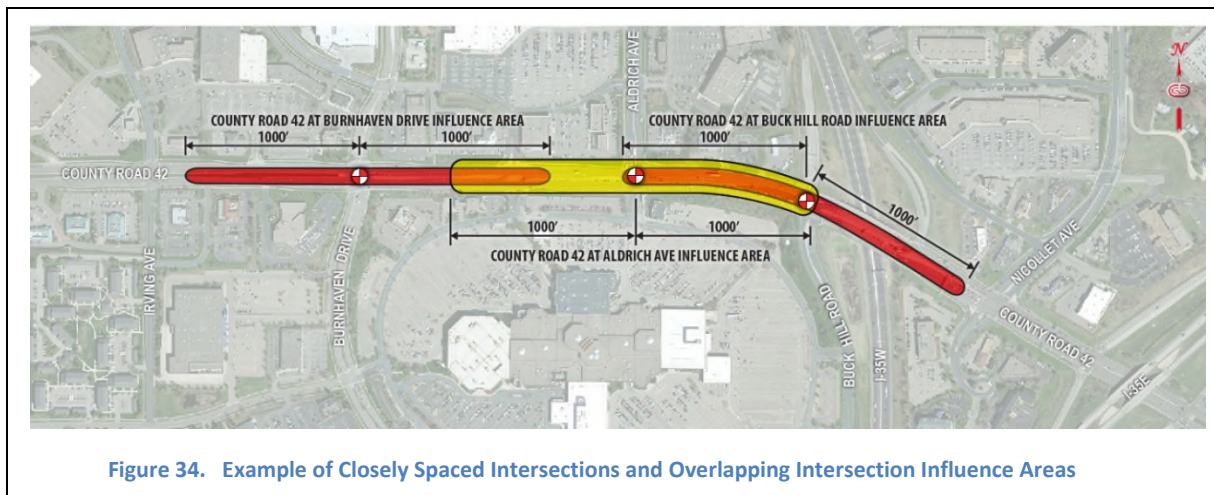 ALDRICH AVE
N
COUNTY ROAD 42 AT BURNHAVEN DRIVE INFLUENCE AREA
1000' 1000'
COUNTY ROAD 42 AT BUCK HILL ROAD INFLUENCE AREA
1000'
COUNTY ROAD 42
1000'
1000' 1000'
COUNTY ROAD 42 AT ALDRICH AVE INFLUENCE AREA
IRVING AVE
BURNHAVEN DRIVE
BUCK HILL ROAD
I-35W
NICOLLET AVE
COUNTY ROAD 42
I-35E
Figure 34. Example of Closely Spaced Intersections and Overlapping Intersection Influence Areas